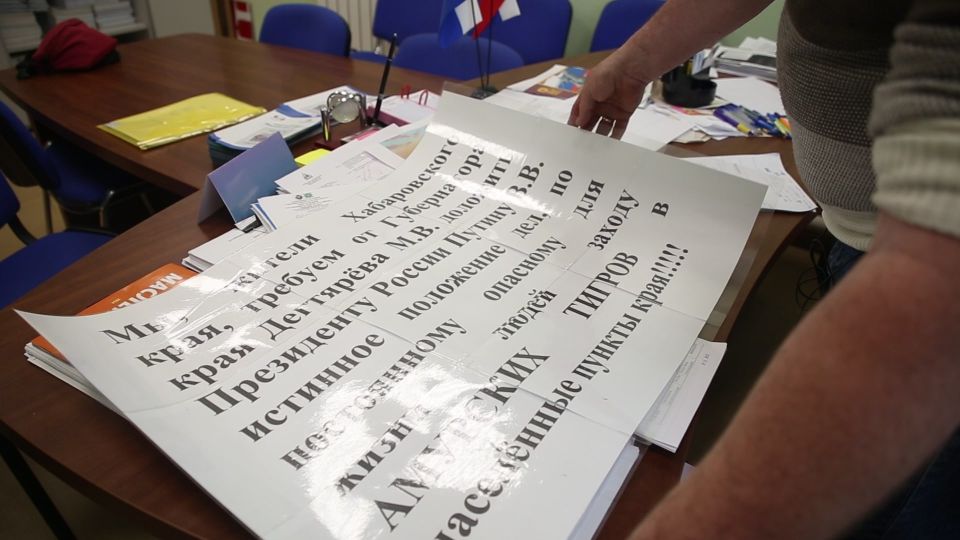 Мы, жители Хабаровского
края, требуем от Губернатора
края Дегтярёва М.В. доложить
Президенту России Путину В.В.
истинное положение дел по
постоянному опасному для
жизни людей заходу
АМУРСКИХ ТИГРОВ в
населённые пункты края!!!!!